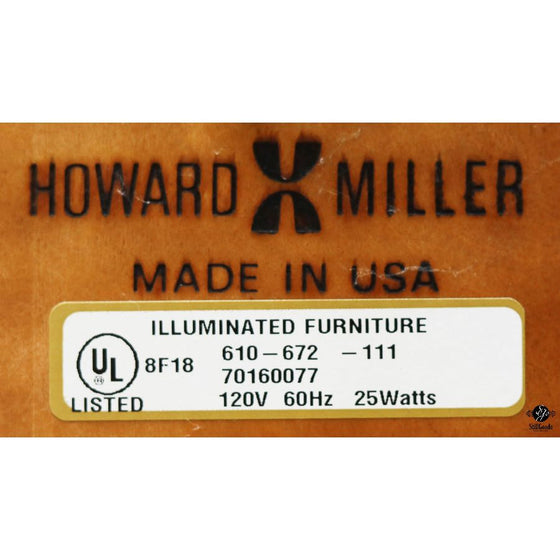 HOWARD MILLER
MADE IN USA
ILLUMINATED FURNITURE
UL 8F18 610-672 -111
70160077
LISTED 120V 60Hz 25Watts